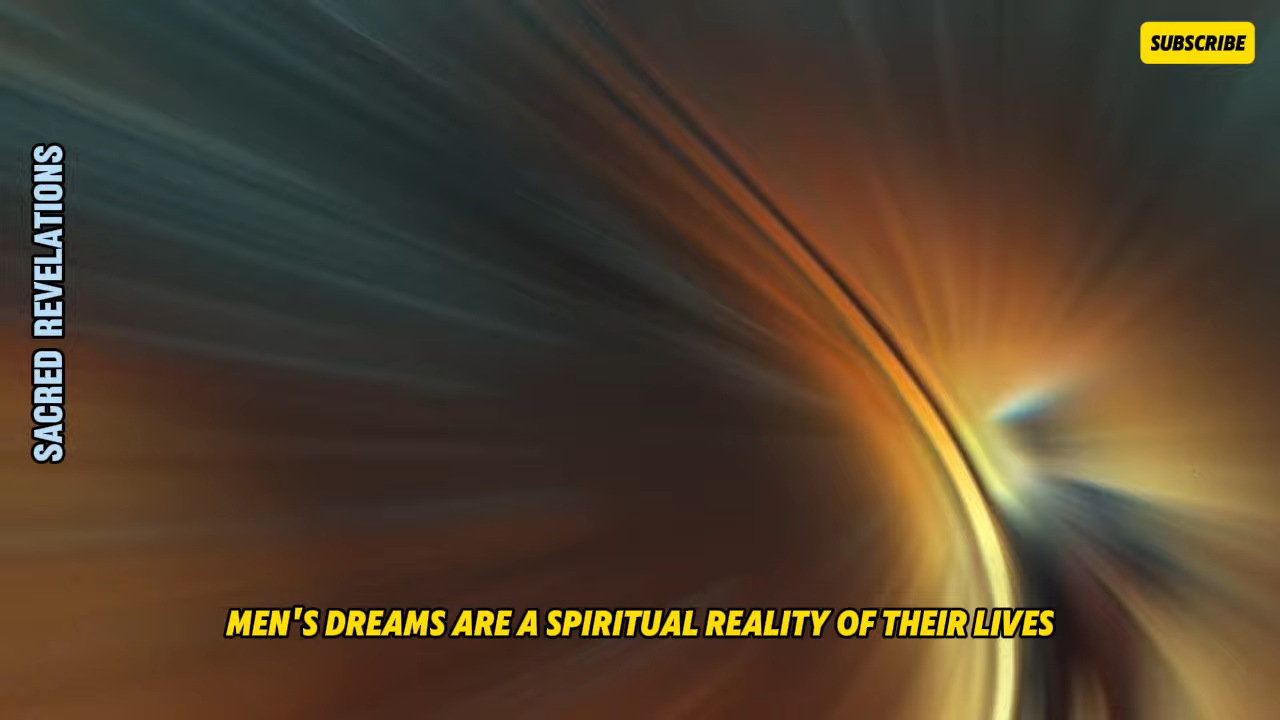 SUBSCRIBE
SACRED REVELATIONS
MEN'S DREAMS ARE A SPIRITUAL REALITY OF THEIR LIVES